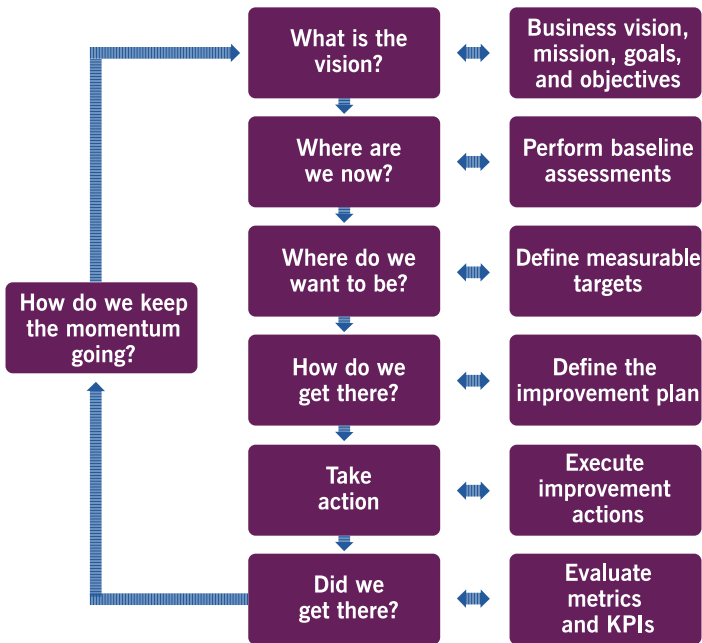 What is the
vision?
Business vision,
mission, goals,
and objectives
Where are
we now?
Perform baseline
assessments
Where do we
want to be?
Define measurable
targets
How do we keep
the momentum
going?
How do we
get there?
Define the
improvement plan
Take
action
Execute
improvement
actions
Did we
get there?
Evaluate
metrics
and KPIs